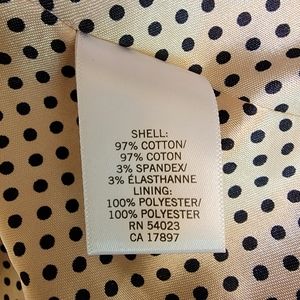 SHELL:
97% COTTON/
97% COTON
3% SPANDEX/
3% ÉLASTHANNE
LINING:
100% POLYESTER/
100% POLYESTER
RN 54023
CA 17897